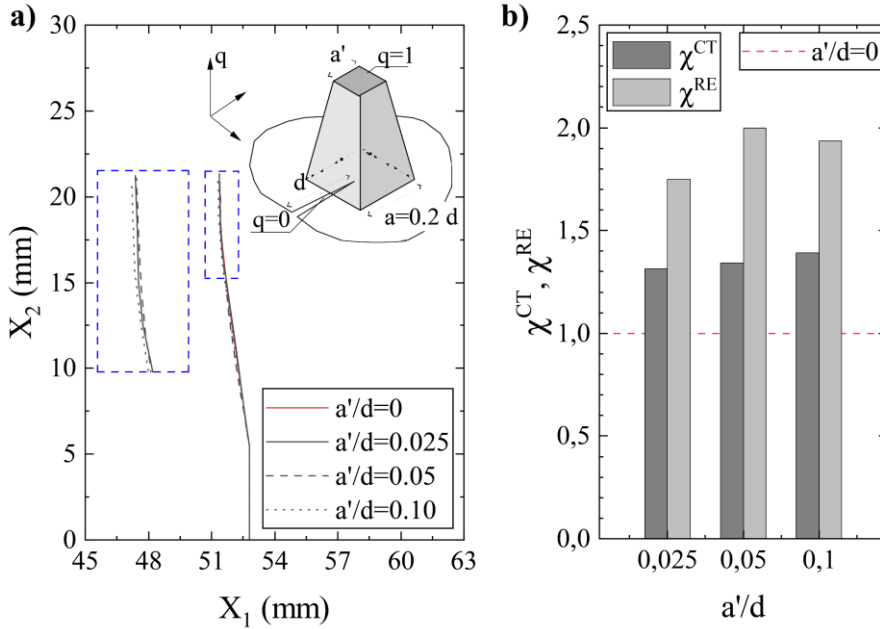 a)
30
25
20
15
10
5
0
X2 (mm)
45 48 51 54 57 60 63
X1 (mm)
q
a'
q=1
d
q=0
a=0.2 d
a'/d=0
a'/d=0.025
a'/d=0.05
a'/d=0.10
b)
2,5
2,0
1,5
1,0
0,5
0,0
χCT, χRE
χCT
χRE
a'/d=0
0,025 0,05 0,1
a'/d